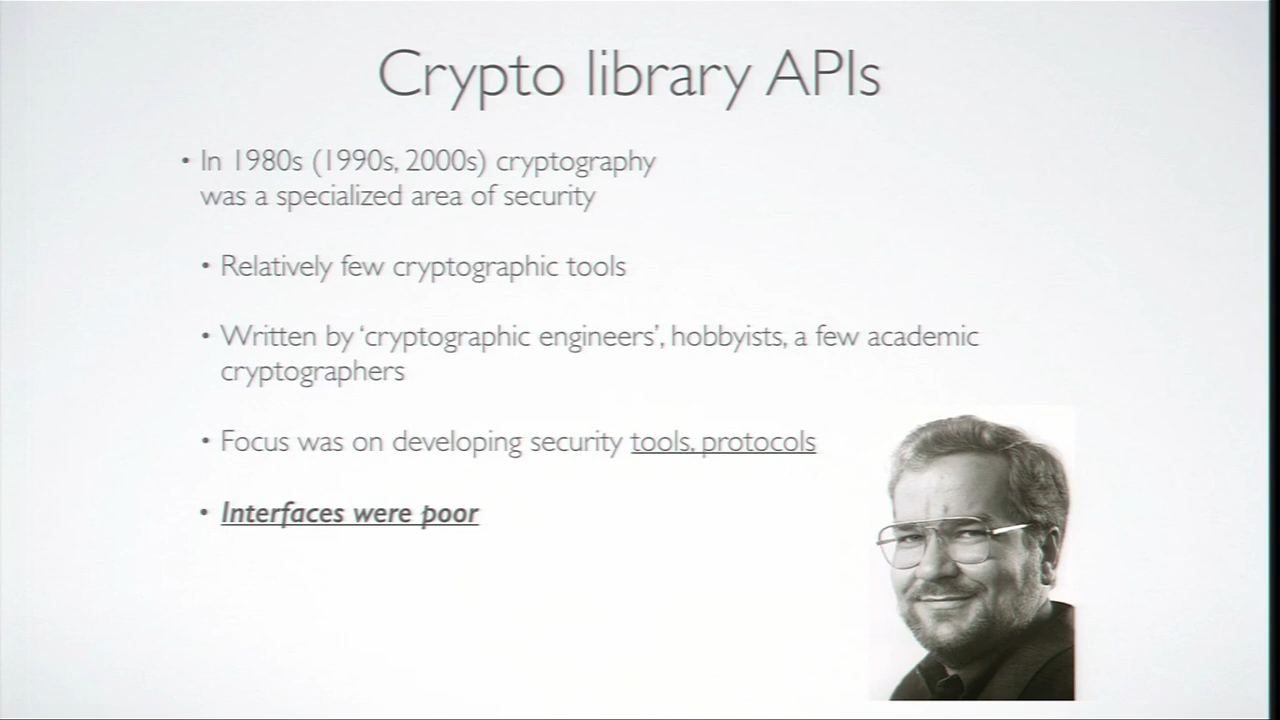 Crypto library APIs
• In 1980s (1990s, 2000s) cryptography
was a specialized area of security
• Relatively few cryptographic tools
• Written by ‘cryptographic engineers’, hobbyists, a few academic
cryptographers
• Focus was on developing security tools, protocols
• Interfaces were poor